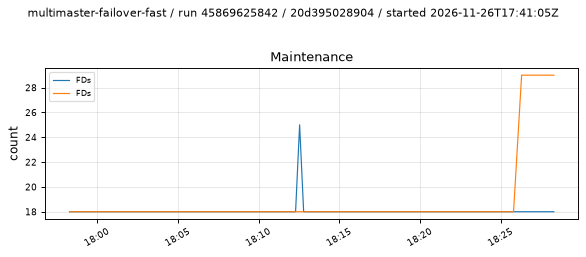 multimaster-failover-fast / run 45869625842 / 20d395028904 / started 2026-11-26T17:41:05Z
Maintenance
FDs
FDs
count
28
26
24
22
20
18
18:00
18:05
18:10
18:15
18:20
18:25